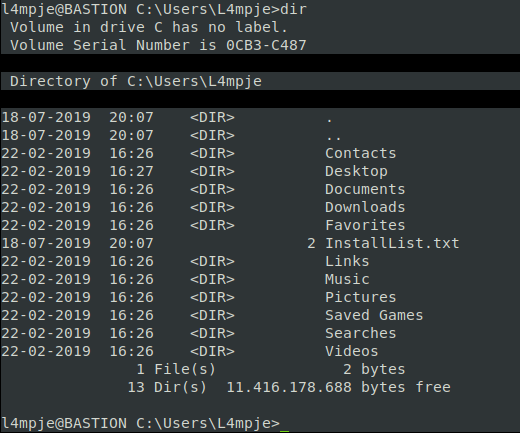 l4mpje@BASTION C:\Users\L4mpje>dir
 Volume in drive C has no label.
 Volume Serial Number is 0CB3-C487

 Directory of C:\Users\L4mpje

18-07-2019  20:07    <DIR>          .
18-07-2019  20:07    <DIR>          ..
22-02-2019  16:26    <DIR>          Contacts
22-02-2019  16:27    <DIR>          Desktop
22-02-2019  16:26    <DIR>          Documents
22-02-2019  16:26    <DIR>          Downloads
22-02-2019  16:26    <DIR>          Favorites
18-07-2019  20:07                 2 InstallList.txt
22-02-2019  16:26    <DIR>          Links
22-02-2019  16:26    <DIR>          Music
22-02-2019  16:26    <DIR>          Pictures
22-02-2019  16:26    <DIR>          Saved Games
22-02-2019  16:26    <DIR>          Searches
22-02-2019  16:26    <DIR>          Videos
               1 File(s)              2 bytes
              13 Dir(s)  11.416.178.688 bytes free

l4mpje@BASTION C:\Users\L4mpje>_